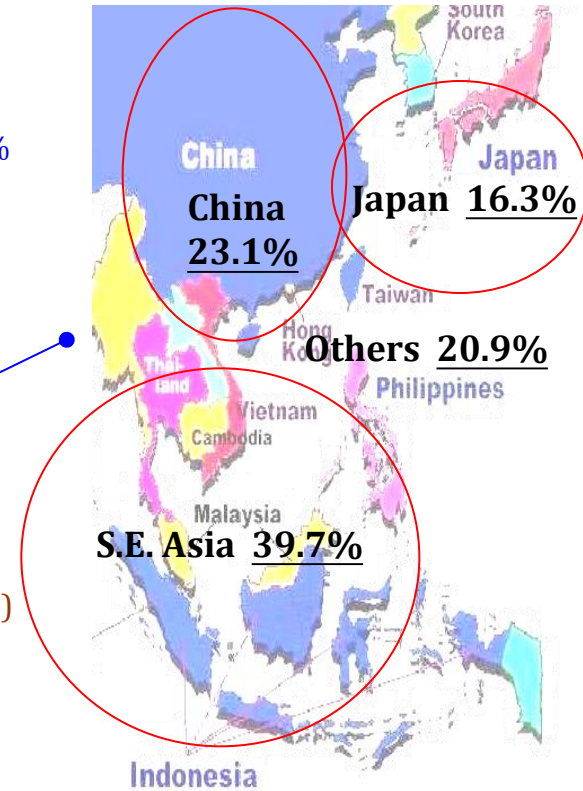 South
Korea
%
China
Japan
China
23.1%
Japan 16.3%
Taiwan
Hong
Kong
Others 20.9%
Thai-
land
Philippines
Vietnam
Cambodia
Malaysia
S.E. Asia 39.7%
)
Indonesia